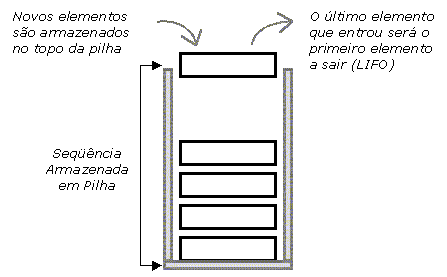 Novos elementos
são armazenados
no topo da pilha
O último elemento
que entrou será o
primeiro elemento
a sair (LIFO)
Seqüência
Armazenada
em Pilha